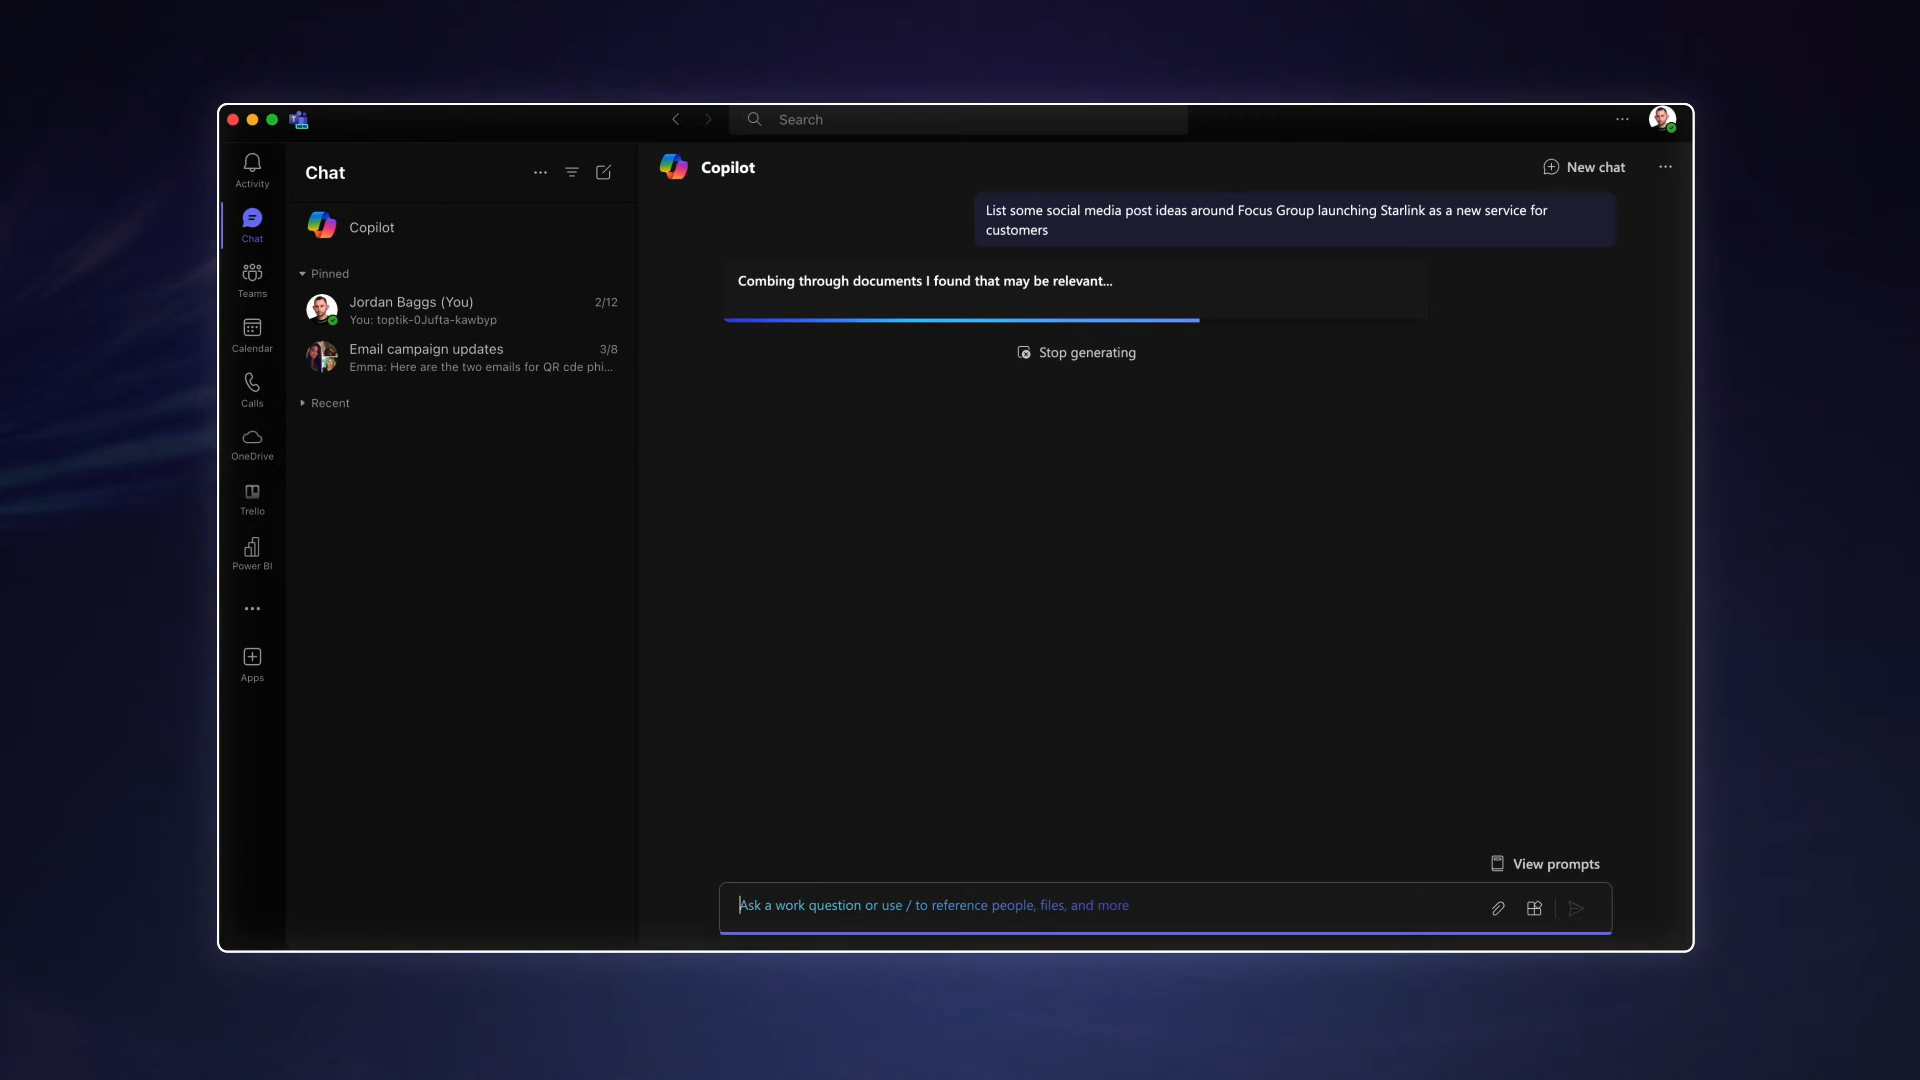 Search
Activity
Chat
Teams
Calendar
Calls
OneDrive
Trello
Power BI
Apps
Chat
Copilot
Pinned
Jordan Baggs (You) 2/12
You: toptik-0Jufta-kawbyp
Email campaign updates 3/8
Emma: Here are the two emails for QR cde phi...
Recent
Copilot
New chat
List some social media post ideas around Focus Group launching Starlink as a new service for
customers
Combing through documents I found that may be relevant...
Stop generating
View prompts
Ask a work question or use / to reference people, files, and more